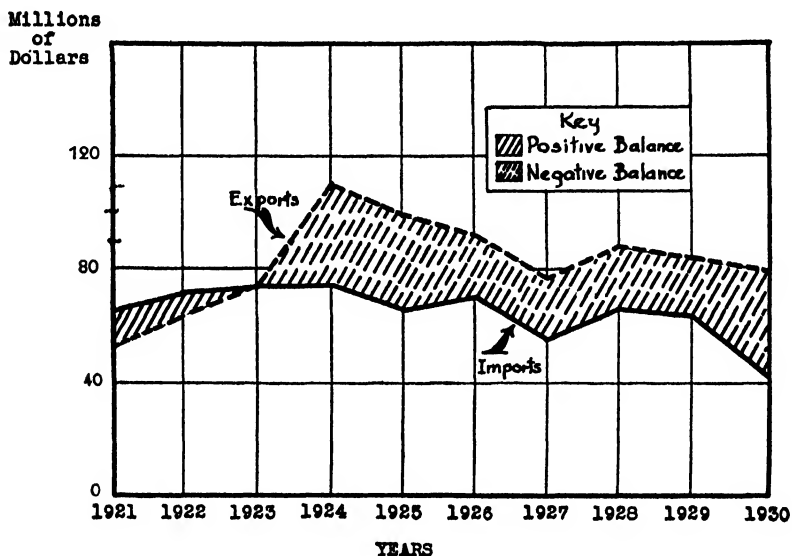 Millions
of
Dollars
Key
Positive Balance
Negative Balance
120
Exports
80
Imports
40
0
1921 1922 1923 1924 1925 1926 1927 1928 1929 1930
YEARS